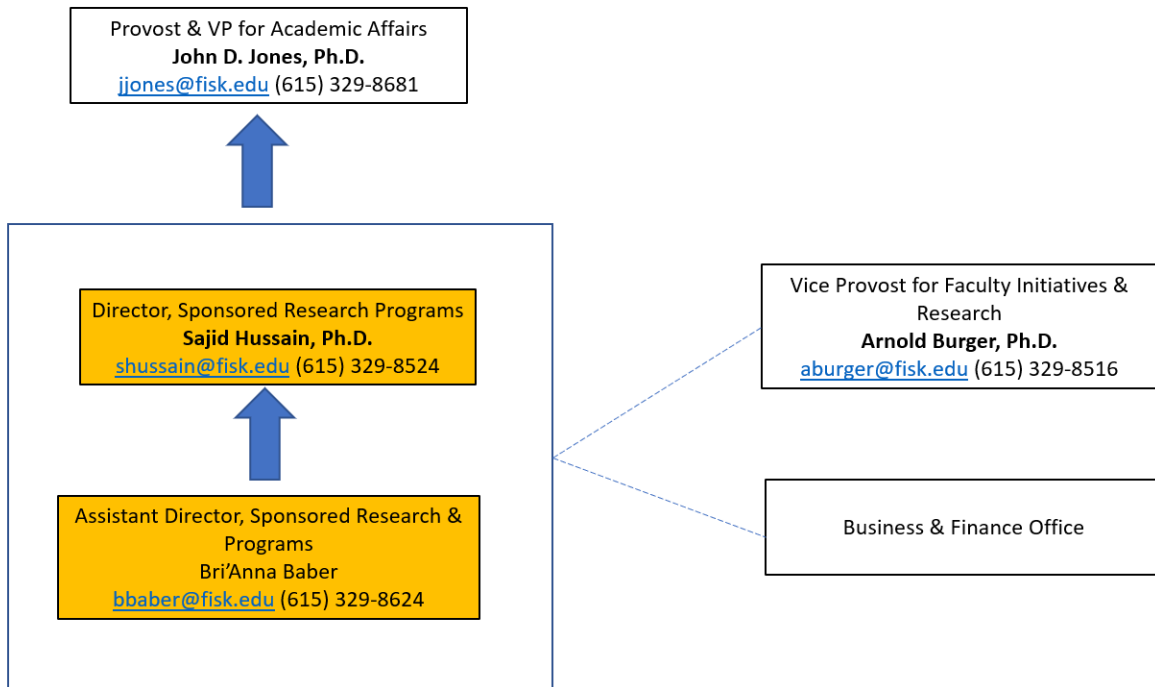 Provost & VP for Academic Affairs
John D. Jones, Ph.D.
jjones@fisk.edu (615) 329-8681
Director, Sponsored Research Programs
Sajid Hussain, Ph.D.
shussain@fisk.edu (615) 329-8524
Assistant Director, Sponsored Research &
Programs
Bri’Anna Baber
bbaber@fisk.edu (615) 329-8624
Vice Provost for Faculty Initiatives &
Research
Arnold Burger, Ph.D.
aburger@fisk.edu (615) 329-8516
Business & Finance Office